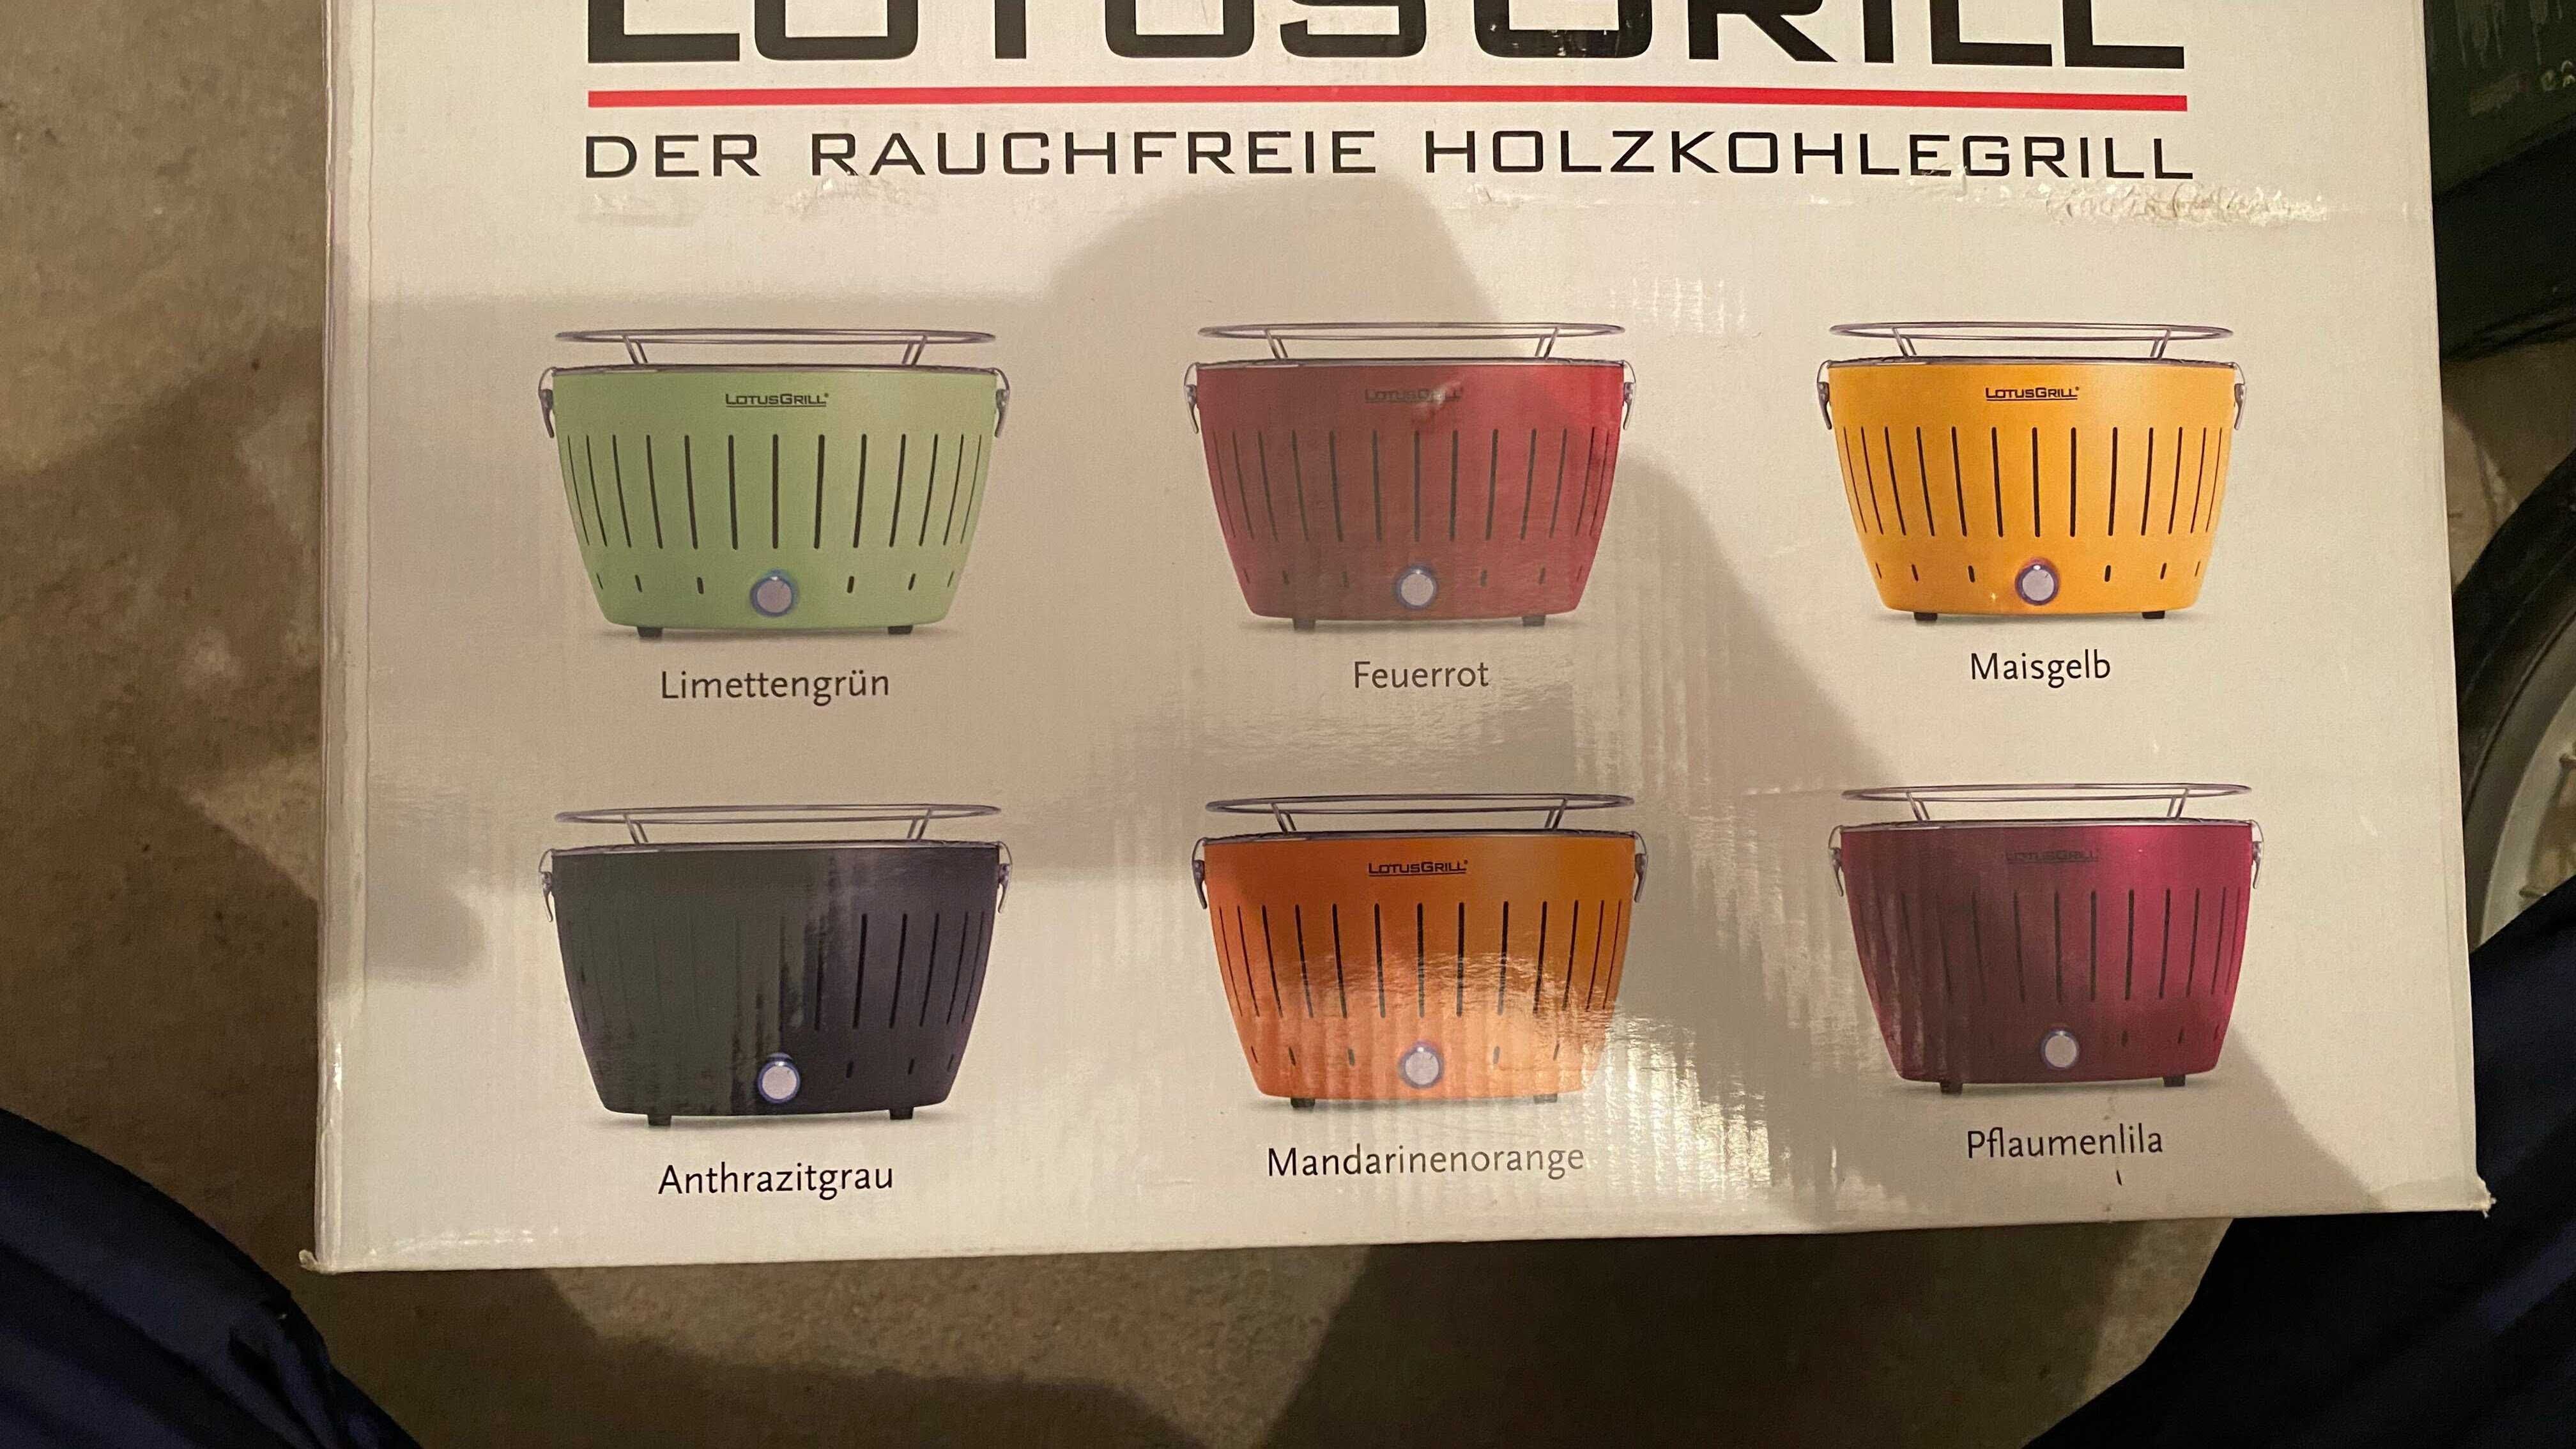 LOTUSGRILL
DER RAUCHFREIE HOLZKOHLEGRILL
LOTUSGRILL®
LOTUSGRILL®
LOTUSGRILL®
Limettengrün
Feuerrot
Maisgelb
LOTUSGRILL®
LOTUSGRILL®
Anthrazitgrau
Mandarinenorange
Pflaumenlila